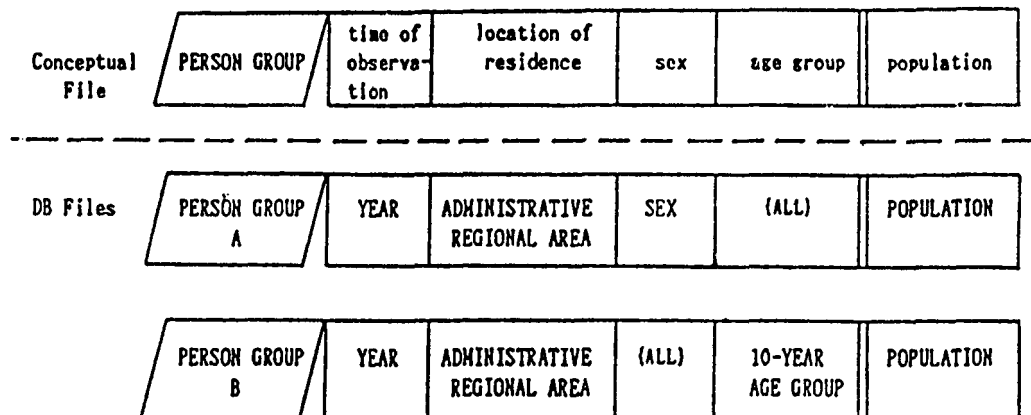 Conceptual File
PERSON GROUP
time of observa-tion
location of residence
sex
age group
population
DB Files
PERSON GROUP A
YEAR
ADMINISTRATIVE REGIONAL AREA
SEX
(ALL)
POPULATION
PERSON GROUP B
YEAR
ADMINISTRATIVE REGIONAL AREA
(ALL)
10-YEAR AGE GROUP
POPULATION